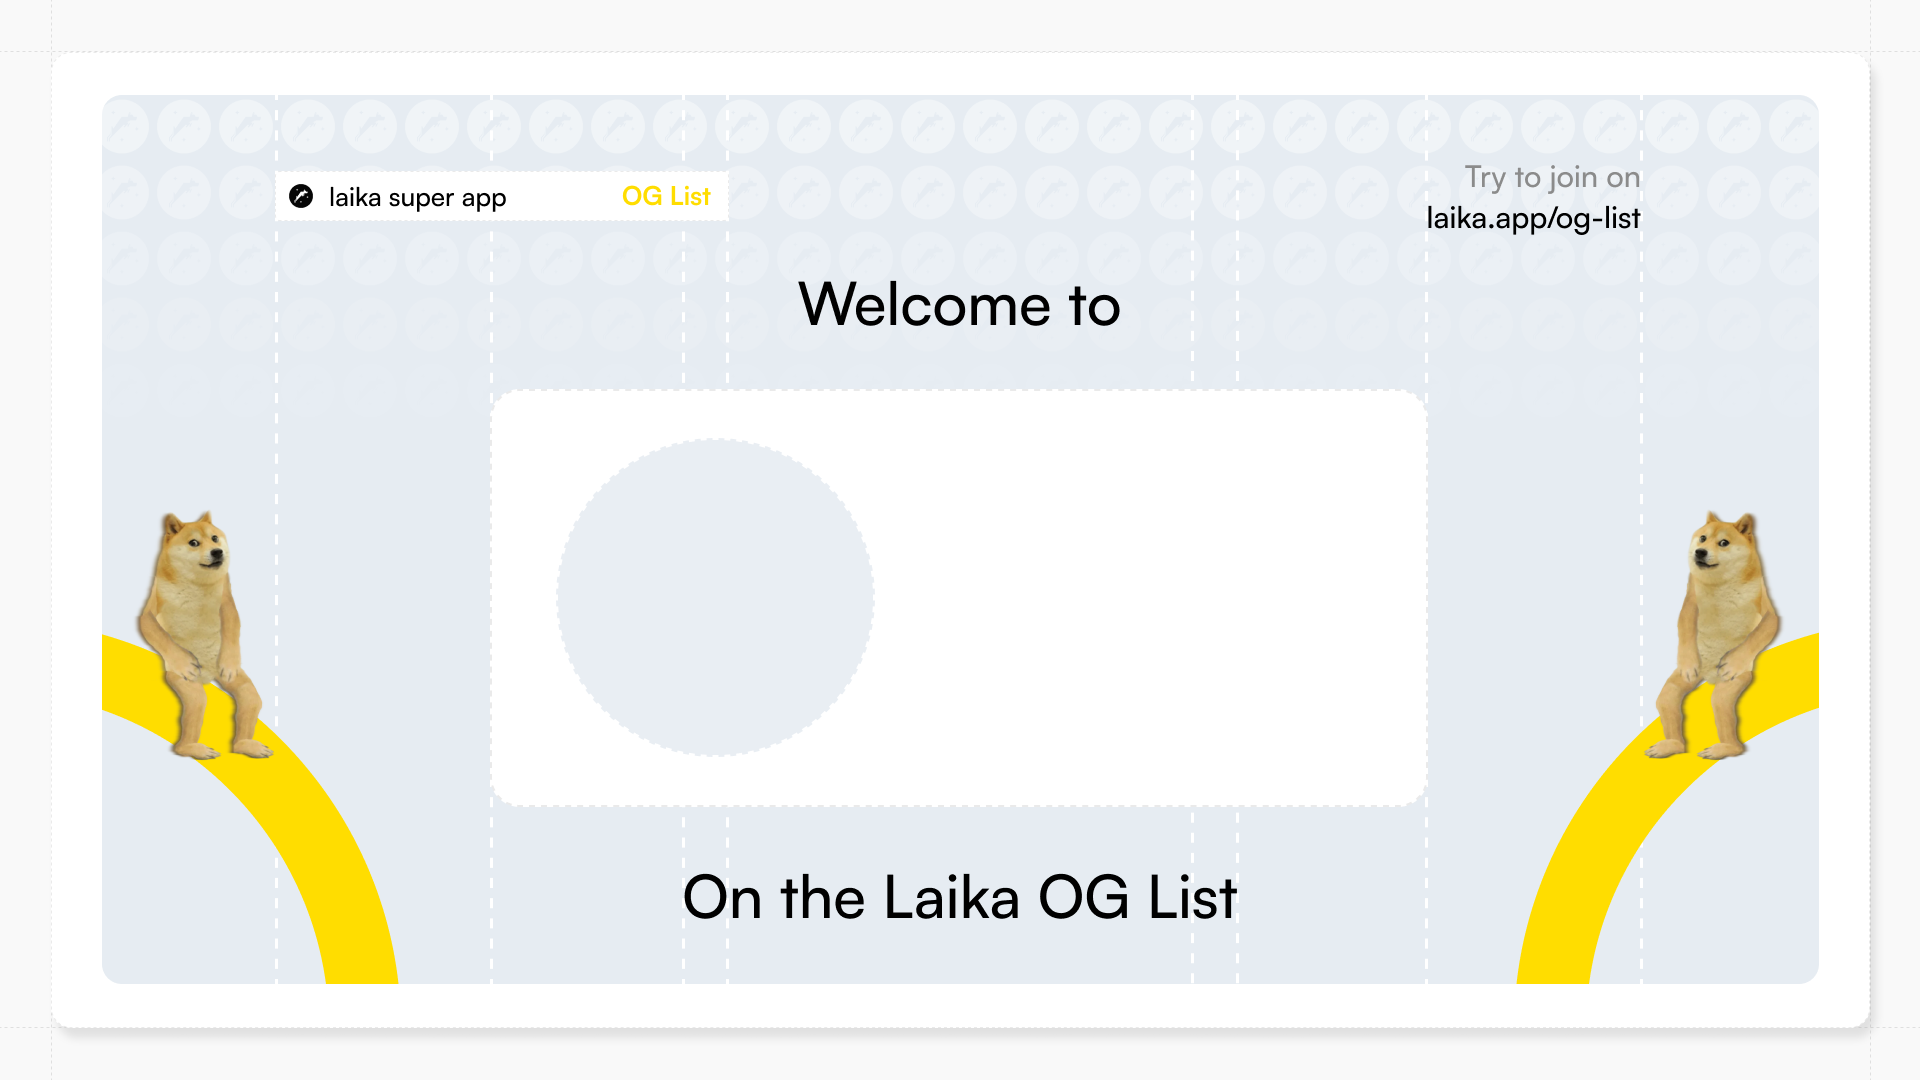 laika super app
OG List
Try to join on
laika.app/og-list
Welcome to
On the Laika OG List